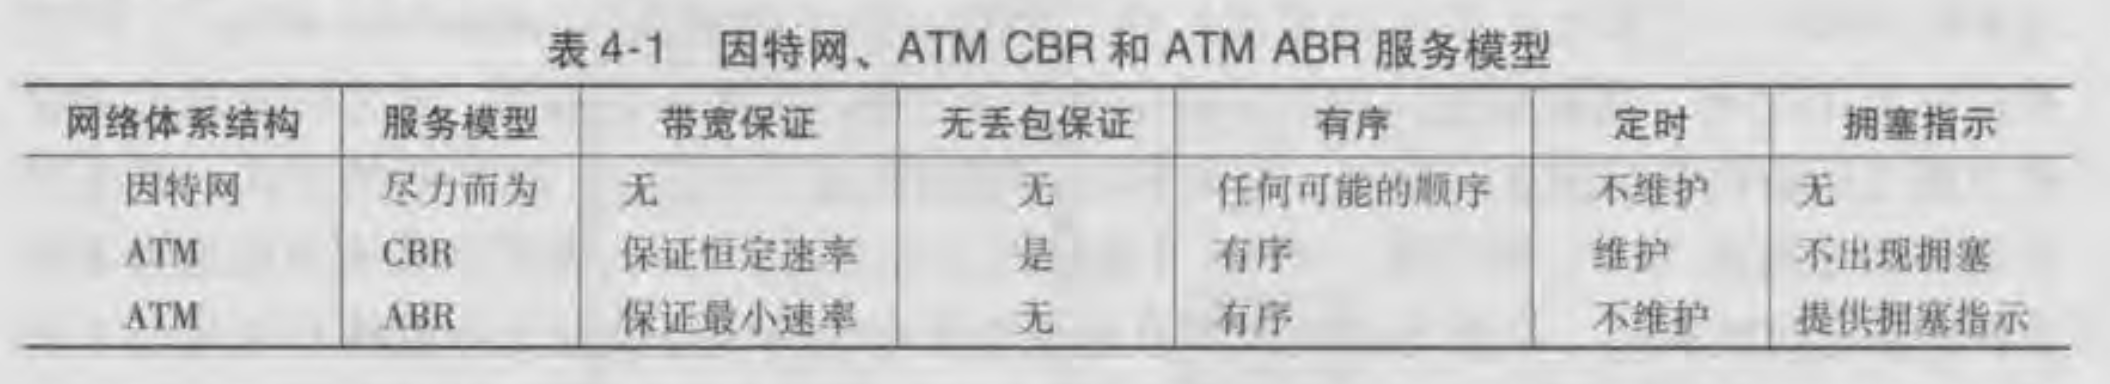 表 4-1 因特网、ATM CBR 和 ATM ABR 服务模型
网络体系结构 服务模型 带宽保证 无丢包保证 有序 定时 拥塞指示
因特网 尽力而为 无 无 任何可能的顺序 不维护 无
ATM CBR 保证恒定速率 是 有序 维护 不出现拥塞
ATM ABR 保证最小速率 无 有序 不维护 提供拥塞指示